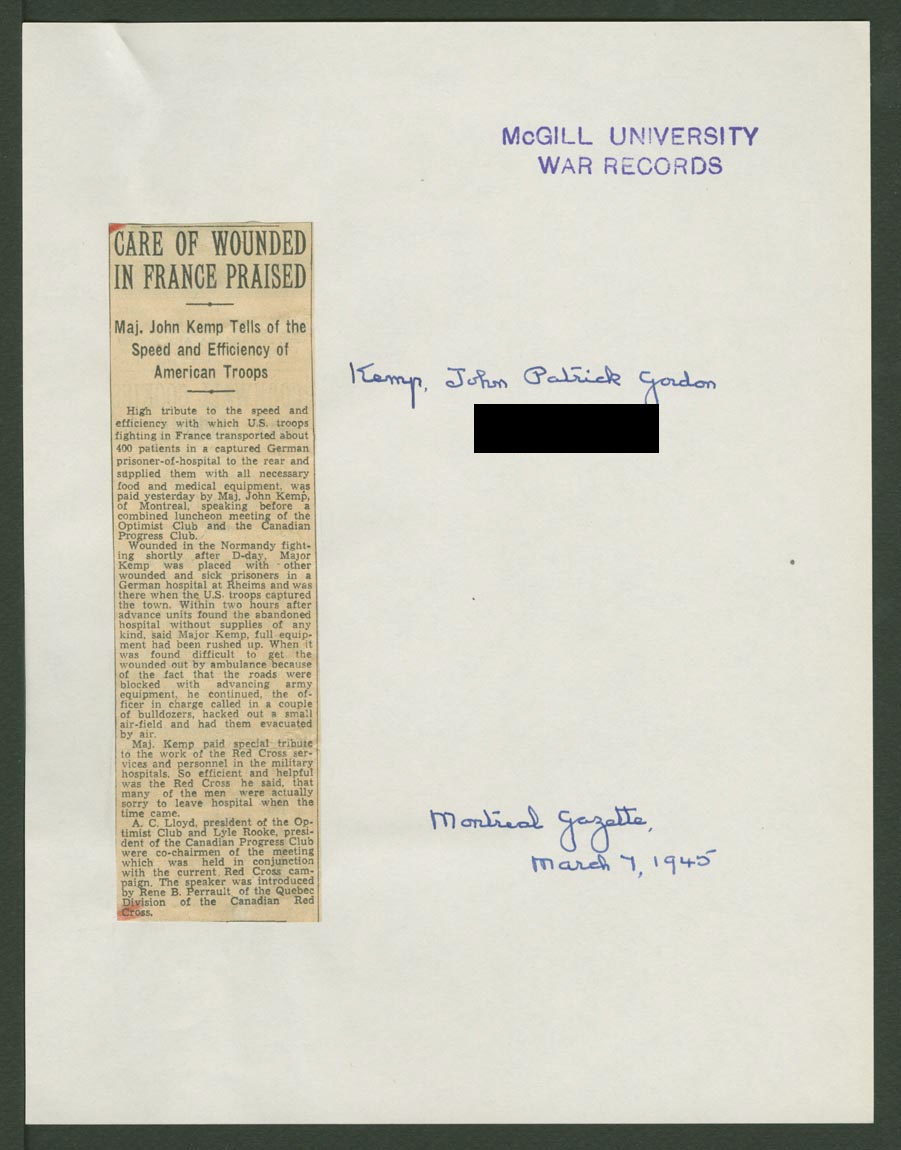 McGILL UNIVERSITY
WAR RECORDS
CARE OF WOUNDED
IN FRANCE PRAISED
Maj. John Kemp Tells of the
Speed and Efficiency of
American Troops
High tribute to the speed and
efficiency with which U.S. troops
fighting in France transported about
400 patients in a captured German
prisoner-of-hospital to the rear and
supplied them with all necessary
food and medical equipment, was
paid yesterday by Maj. John Kemp,
of Montreal, speaking before a
combined luncheon meeting of the
Optimist Club and the Canadian
Progress Club.
Wounded in the Normandy fight-
ing shortly after D-day, Major
Kemp was placed with other
wounded and sick prisoners in a
German hospital at Rheims and was
there when the U.S. troops captured
the town. Within two hours after
advance units found the abandoned
hospital without supplies of any
kind, said Major Kemp, full equip-
ment had been rushed up. When it
was found difficult to get the
wounded out by ambulance because
of the fact that the roads were
blocked with advancing army
equipment, he continued, the of-
ficer in charge called in a couple
of bulldozers, hacked out a small
air-field and had them evacuated
by air.
Maj. Kemp paid special tribute
to the work of the Red Cross ser-
vices and personnel in the military
hospitals. So efficient and helpful
was the Red Cross he said, that
many of the men were actually
sorry to leave hospital when the
time came.
A. C. Lloyd, president of the Op-
timist Club and Lyle Rooke, presi-
dent of the Canadian Progress Club
were co-chairmen of the meeting
which was held in conjunction
with the current Red Cross cam-
paign. The speaker was introduced
by Rene B. Perrault of the Quebec
Division of the Canadian Red
Cross.
Kemp, John Patrick Gordon
Montreal Gazette,
March 7, 1945